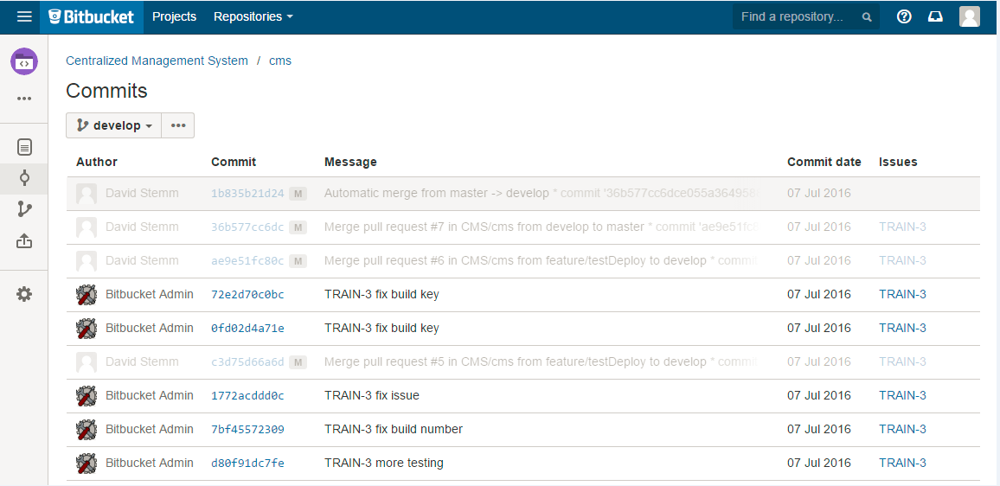 Bitbucket Projects Repositories Find a repository...
Centralized Management System / cms
Commits
develop
Author Commit Message Commit date Issues
David Stemm 1b835b21d24 M Automatic merge from master -> develop * commit '36b577cc6dce055a364958 07 Jul 2016
David Stemm 36b577cc6dc M Merge pull request #7 in CMS/cms from develop to master * commit 'ae9e51fc8 07 Jul 2016 TRAIN-3
David Stemm ae9e51fc80c M Merge pull request #6 in CMS/cms from feature/testDeploy to develop * commi 07 Jul 2016 TRAIN-3
Bitbucket Admin 72e2d70c0bc TRAIN-3 fix build key 07 Jul 2016 TRAIN-3
Bitbucket Admin 0fd02d4a71e TRAIN-3 fix build key 07 Jul 2016 TRAIN-3
David Stemm c3d75d66a6d M Merge pull request #5 in CMS/cms from feature/testDeploy to develop * commi 07 Jul 2016 TRAIN-3
Bitbucket Admin 1772acddd0c TRAIN-3 fix issue 07 Jul 2016 TRAIN-3
Bitbucket Admin 7bf45572309 TRAIN-3 fix build number 07 Jul 2016 TRAIN-3
Bitbucket Admin d80f91dc7fe TRAIN-3 more testing 07 Jul 2016 TRAIN-3